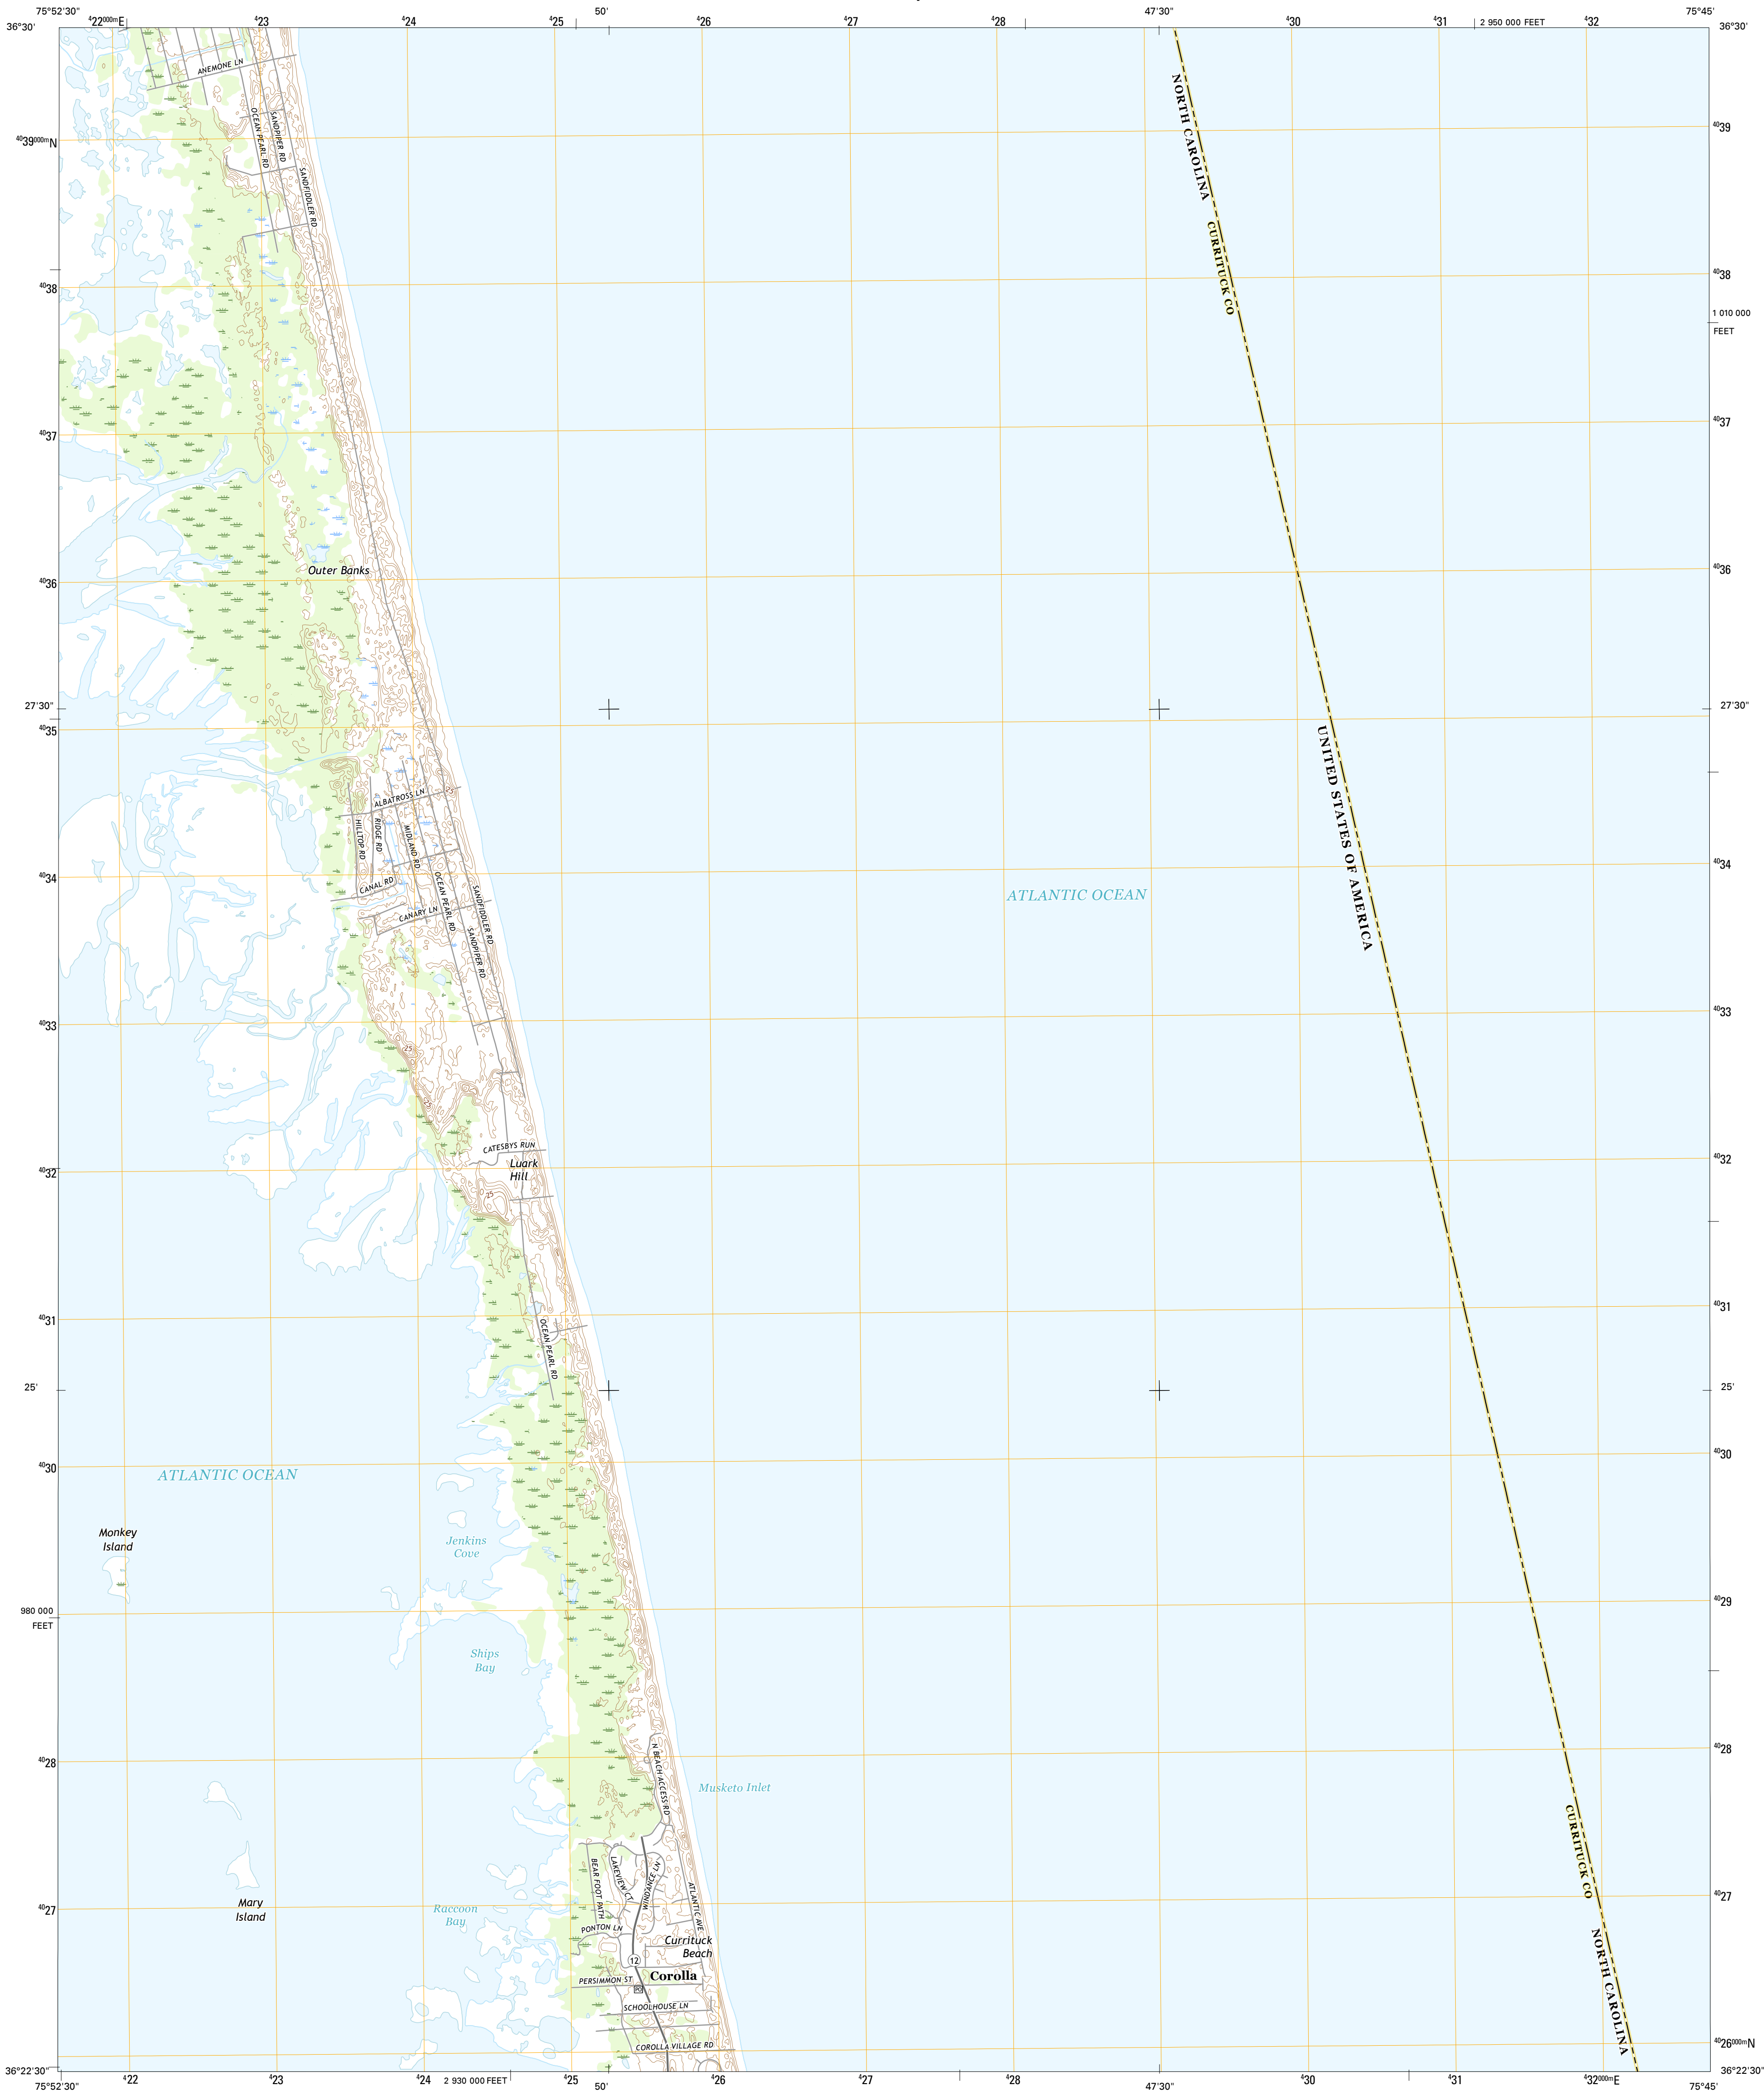 75°52'30"
50'
47'30"
75°45'
36°30'
⁴22⁰⁰⁰ᵐE
⁴23
⁴24
⁴25
⁴26
⁴27
⁴28
⁴30
⁴31
2 950 000 FEET
⁴32
36°30'
ANEMONE LN
OCEAN PEARL RD
SANDPIPER RD
SANDFIDDLER RD
NORTH CAROLINA
CURRITUCK CO
⁴⁰39⁰⁰⁰ᵐN
⁴⁰39
⁴⁰38
⁴⁰38
1 010 000
FEET
⁴⁰37
⁴⁰37
Outer Banks
⁴⁰36
⁴⁰36
27'30"
27'30"
⁴⁰35
⁴⁰35
UNITED STATES OF AMERICA
ALBATROSS LN
25
HILLTOP RD
RIDGE RD
MIDLAND RD
OCEAN PEARL RD
SANDFIDDLER RD
SANDPIPER RD
⁴⁰34
⁴⁰34
CANAL RD
CANARY LN
ATLANTIC OCEAN
⁴⁰33
⁴⁰33
25
25
CATESBYS RUN
Luark
Hill
⁴⁰32
⁴⁰32
25
⁴⁰31
⁴⁰31
OCEAN PEARL RD
25'
25'
⁴⁰30
⁴⁰30
ATLANTIC OCEAN
Monkey
Island
Jenkins
Cove
980 000
FEET
⁴⁰29
Ships
Bay
⁴⁰28
⁴⁰28
N BEACH ACCESS RD
Musketo Inlet
CURRITUCK CO
BEAR FOOT PATH
LAKEVIEW CT
WINDANCE LN
ATLANTIC AVE
⁴⁰27
⁴⁰27
Mary
Island
Raccoon
Bay
PONTON LN
Currituck
Beach
12
Corolla
PERSIMMON ST
PO
SCHOOLHOUSE LN
COROLLA VILLAGE RD
NORTH CAROLINA
⁴⁰26⁰⁰⁰ᵐN
36°22'30"
36°22'30"
⁴22
⁴23
⁴24
2 930 000 FEET
⁴25
⁴26
⁴27
⁴28
⁴30
⁴31
⁴32⁰⁰⁰ᵐE
75°52'30"
50'
47'30"
75°45'